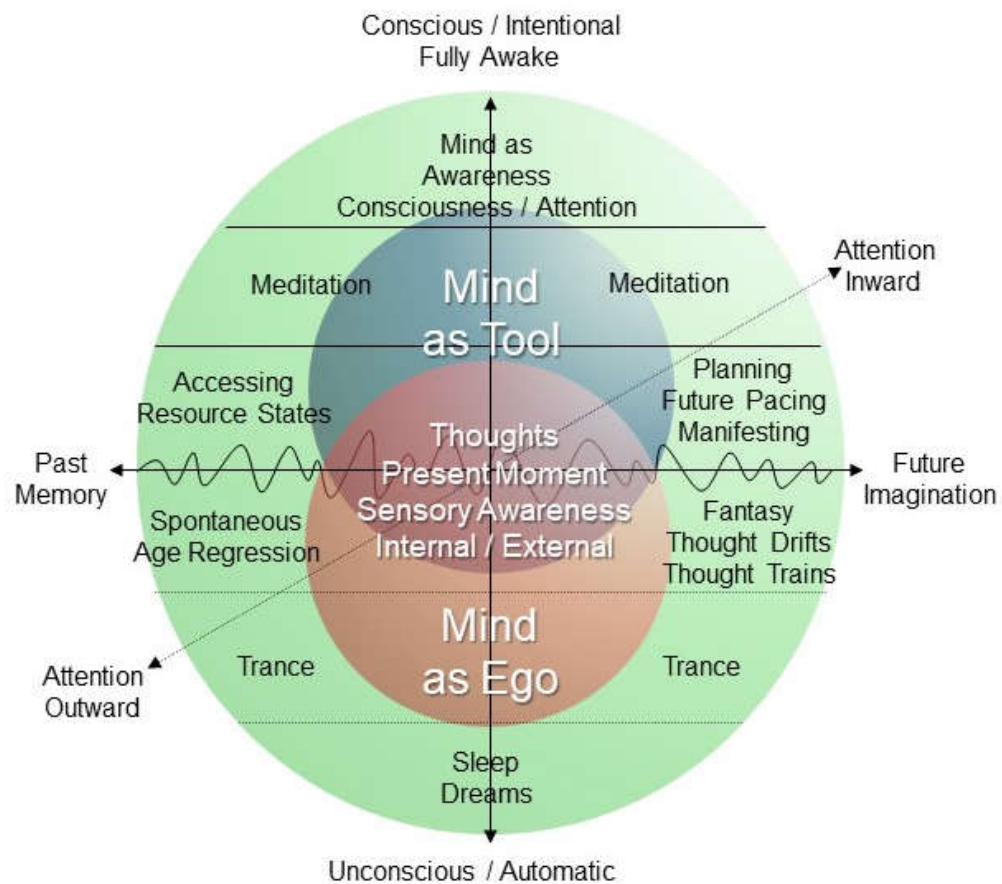 Conscious / Intentional
Fully Awake
Mind as
Awareness
Consciousness / Attention
Attention
Inward
Meditation
Mind
as Tool
Meditation
Accessing
Resource States
Planning
Future Pacing
Manifesting
Past
Memory
Thoughts
Present Moment
Sensory Awareness
Internal / External
Future
Imagination
Spontaneous
Age Regression
Fantasy
Thought Drifts
Thought Trains
Attention
Outward
Trance
Mind
as Ego
Trance
Sleep
Dreams
Unconscious / Automatic